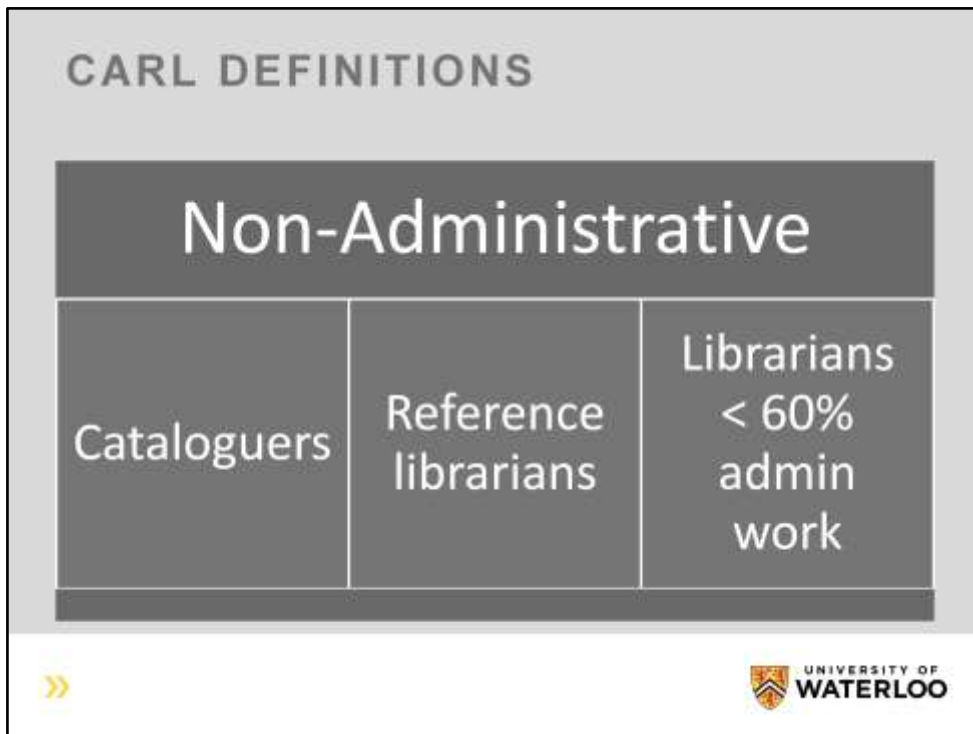 CARL DEFINITIONS
Non-Administrative
Cataloguers
Reference
librarians
Librarians
< 60%
admin
work
»
UNIVERSITY OF
WATERLOO